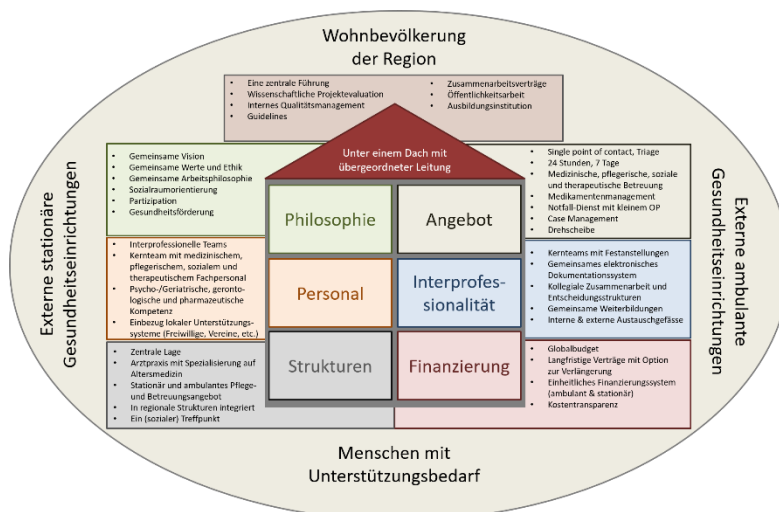 Wohnbevölkerung
der Region
• Eine zentrale Führung
• Wissenschaftliche Projektevaluation
• Internes Qualitätsmanagement
• Guidelines
• Zusammenarbeitsverträge
• Öffentlichkeitsarbeit
• Ausbildungsinstitution
Unter einem Dach mit
übergeordneter Leitung
Externe stationäre
Gesundheitseinrichtungen
• Gemeinsame Vision
• Gemeinsame Werte und Ethik
• Gemeinsame Arbeitsphilosophie
• Sozialraumorientierung
• Partizipation
• Gesundheitsförderung
Philosophie
Angebot
• Single point of contact, Triage
• 24 Stunden, 7 Tage
• Medizinische, pflegerische, soziale
und therapeutische Betreuung
• Medikamentenmanagement
• Notfall-Dienst mit kleinem OP
• Case Management
• Drehscheibe
Externe ambulante
Gesundheitseinrichtungen
• Interprofessionelle Teams
• Kernteam mit medizinischem,
pflegerischem, sozialem und
therapeutischem Fachpersonal
• Psycho-/Geriatrische, geronto-
logische und pharmazeutische
Kompetenz
• Einbezug lokaler Unterstützungs-
systeme (Freiwillige, Vereine, etc.)
Personal
Interprofes-
sionalität
• Kernteams mit Festanstellungen
• Gemeinsames elektronisches
Dokumentationssystem
• Kollegiale Zusammenarbeit und
Entscheidungsstrukturen
• Gemeinsame Weiterbildungen
• Interne & externe Austauschgefässe
• Zentrale Lage
• Arztpraxis mit Spezialisierung auf
Altersmedizin
• Stationär und ambulantes Pflege-
und Betreuungsangebot
• In regionale Strukturen integriert
• Ein (sozialer) Treffpunkt
Strukturen
Finanzierung
• Globalbudget
• Langfristige Verträge mit Option
zur Verlängerung
• Einheitliches Finanzierungssystem
(ambulant & stationär)
• Kostentransparenz
Menschen mit
Unterstützungsbedarf